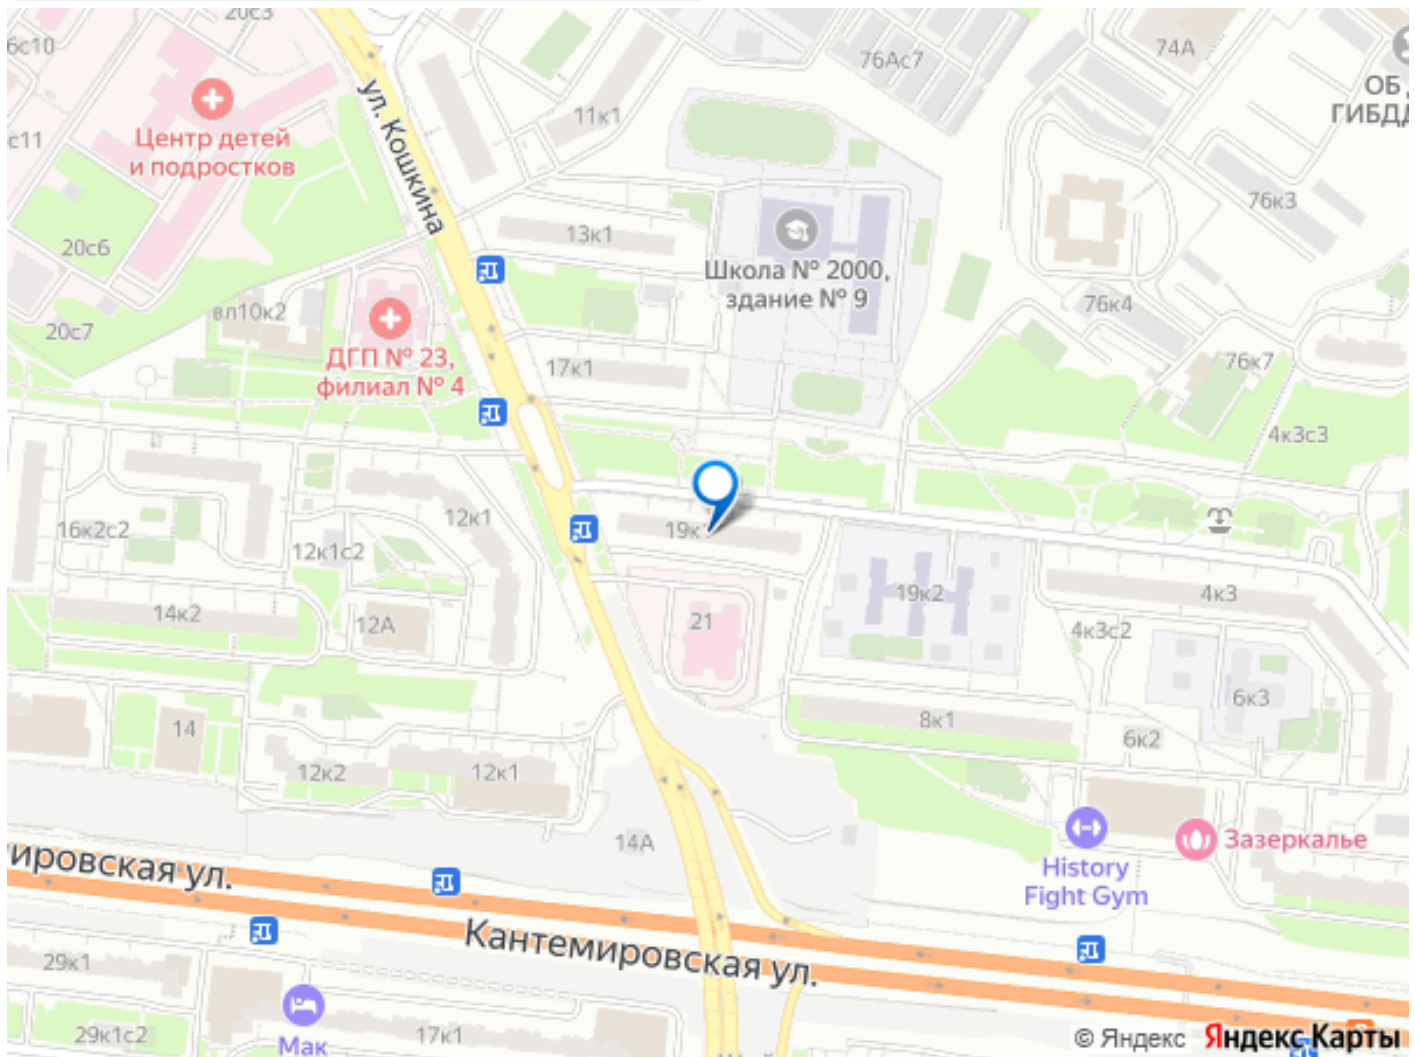 20с3
6с10
76Ас7
74А
ОБ
ГИБДД
ул. Кошкина
11к1
с11
Центр детей
и подростков
76к3
20с6
13к1
Школа № 2000,
здание № 9
вл10к2
76к4
20с7
ДГП № 23,
филиал № 4
17к1
76к7
4к3с3
12к1
16к2с2
19к
12к1с2
19к2
4к3
14к2
12А
21
4к3с2
6к3
8к1
6к2
14
12к2
12к1
14А
History
Fight Gym
Зазеркалье
мировская ул.
Кантемировская ул.
29к1
29к1с2
Мак
17к1
© Яндекс Яндекс Карты